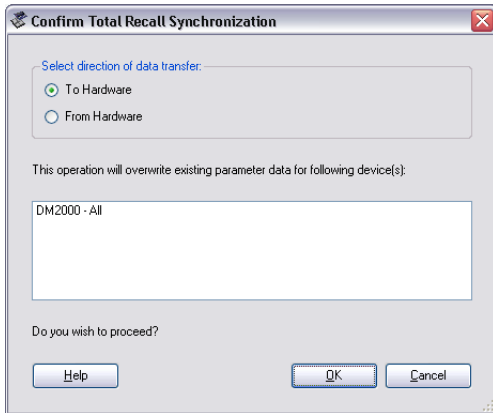 Confirm Total Recall Synchronization
Select direction of data transfer:
To Hardware
From Hardware
This operation will overwrite existing parameter data for following device(s):
DM2000 - All
Do you wish to proceed?
Help
OK
Cancel